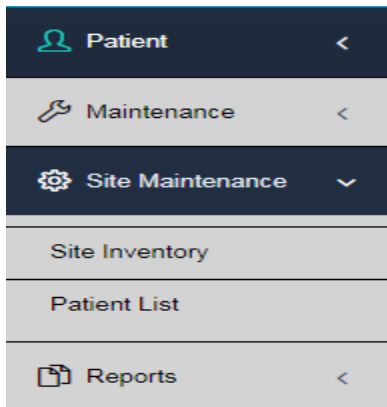 Patient
Maintenance
Site Maintenance
Site Inventory
Patient List
Reports